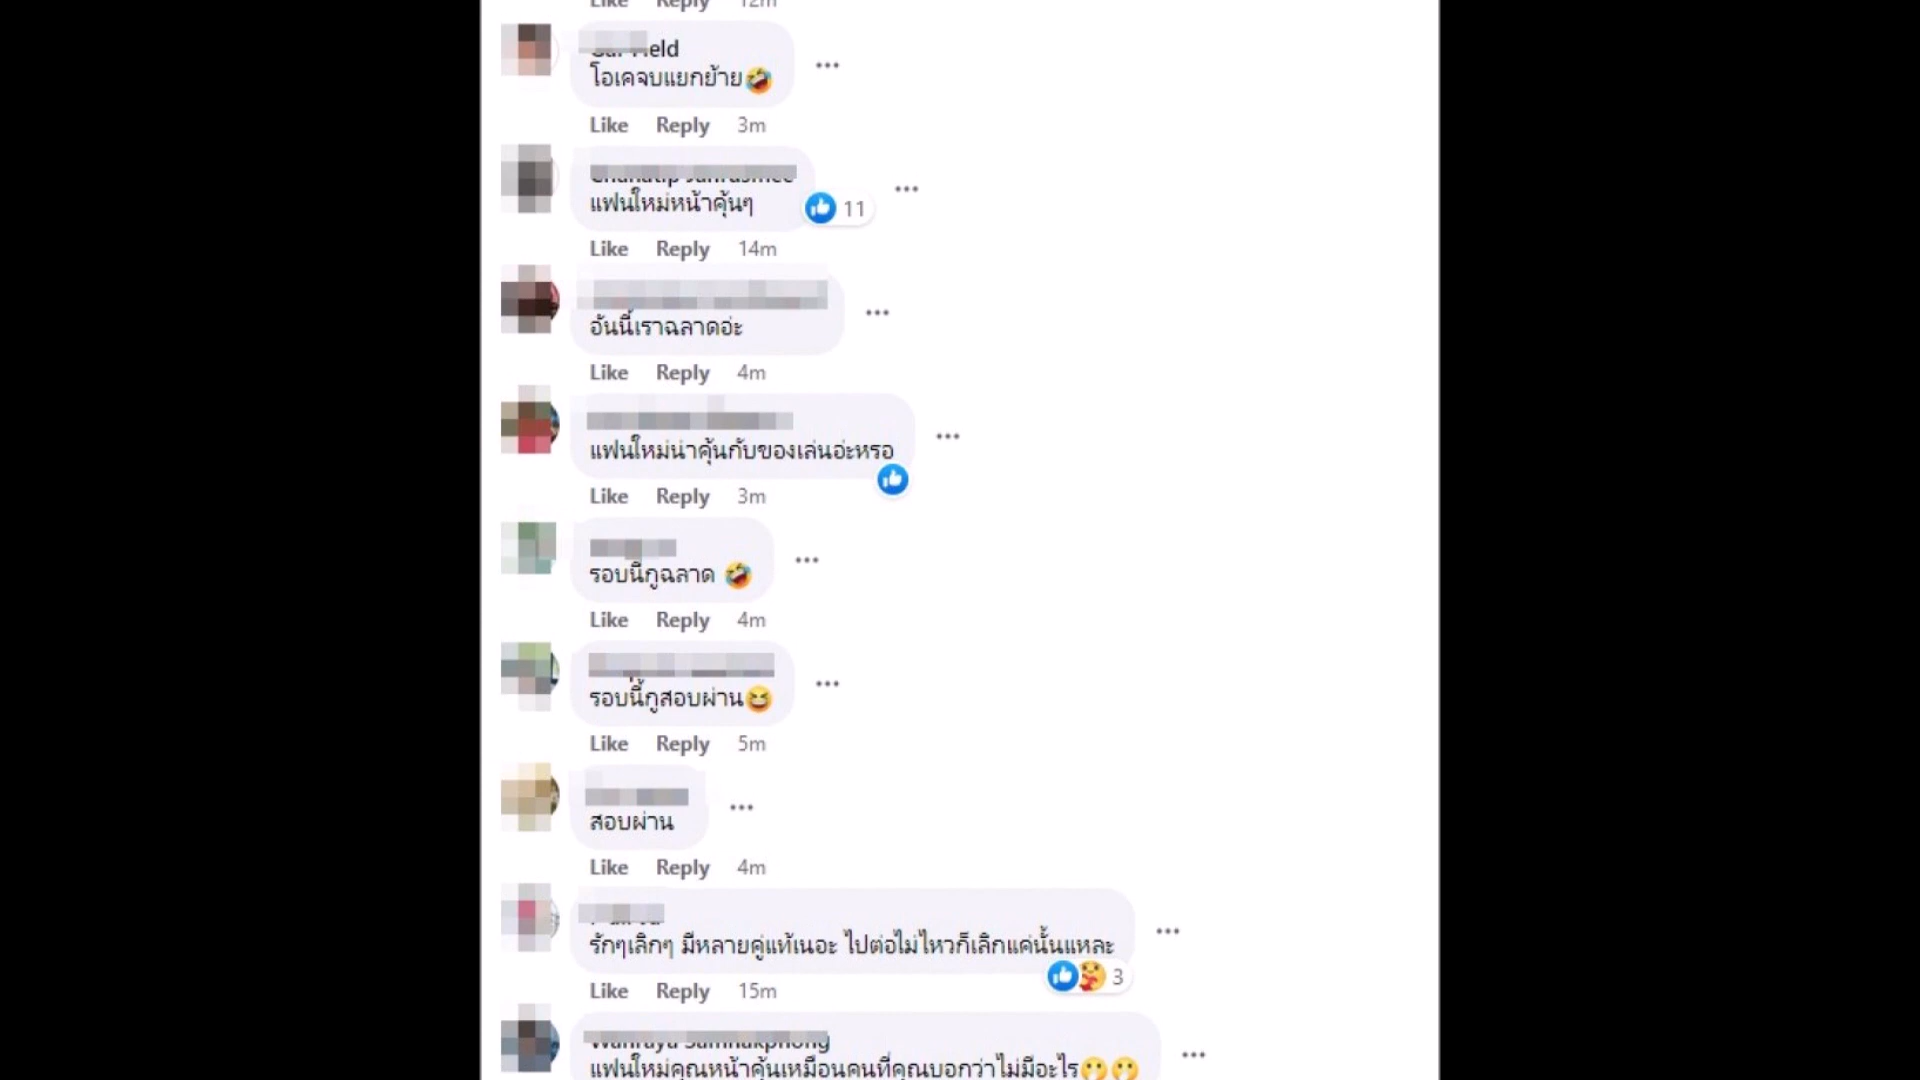 Like Reply 12m
โอเคจบแยกย้าย🤣
Like Reply 3m
แฟนใหม่หน้าคุ้นๆ
11
Like Reply 14m
อันนี้เราฉลาดอ่ะ
Like Reply 4m
แฟนใหม่น่าคุ้นกับของเล่นอ่ะหรอ
Like Reply 3m
รอบนี้กูฉลาด 🤣
Like Reply 4m
รอบนี้กูสอบผ่าน😆
Like Reply 5m
สอบผ่าน
Like Reply 4m
รักๆเลิกๆ มีหลายคู่แท้เนอะ ไปต่อไม่ไหวก็เลิกแค่นั้นแหละ
3
Like Reply 15m
แฟนใหม่คุณหน้าคุ้นเหมือนคนที่คุณบอกว่าไม่มีอะไร🤭🤭